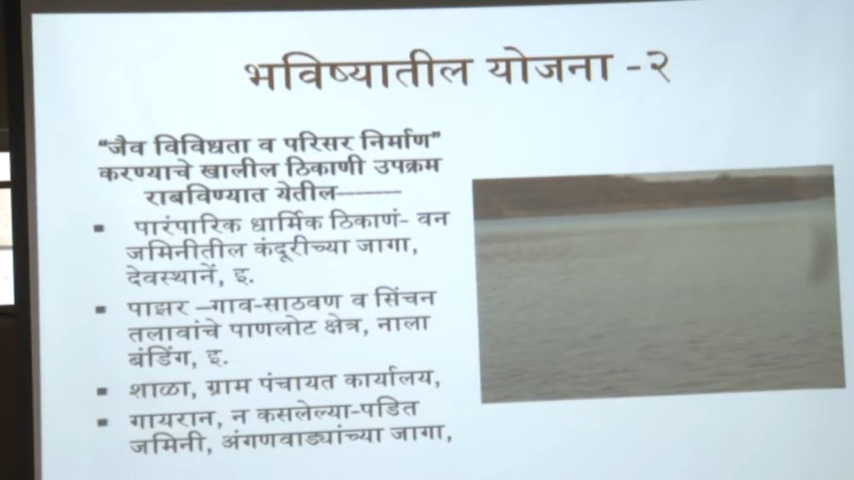 भविष्यातील योजना -२
“जैव विविधता व परिसर निर्माण”
करण्याचे खालील ठिकाणी उपक्रम
राबविण्यात येतील———
▪ पारंपारिक धार्मिक ठिकाणं- वन
जमिनीतील कंदूरीच्या जागा,
देवस्थानें, इ.
▪ पाझर –गाव-साठवण व सिंचन
तलावांचे पाणलोट क्षेत्र, नाला
बंडिंग, इ.
▪ शाळा, ग्राम पंचायत कार्यालय,
▪ गायरान, न कसलेल्या-पडित
जमिनी, अंगणवाड्यांच्या जागा,